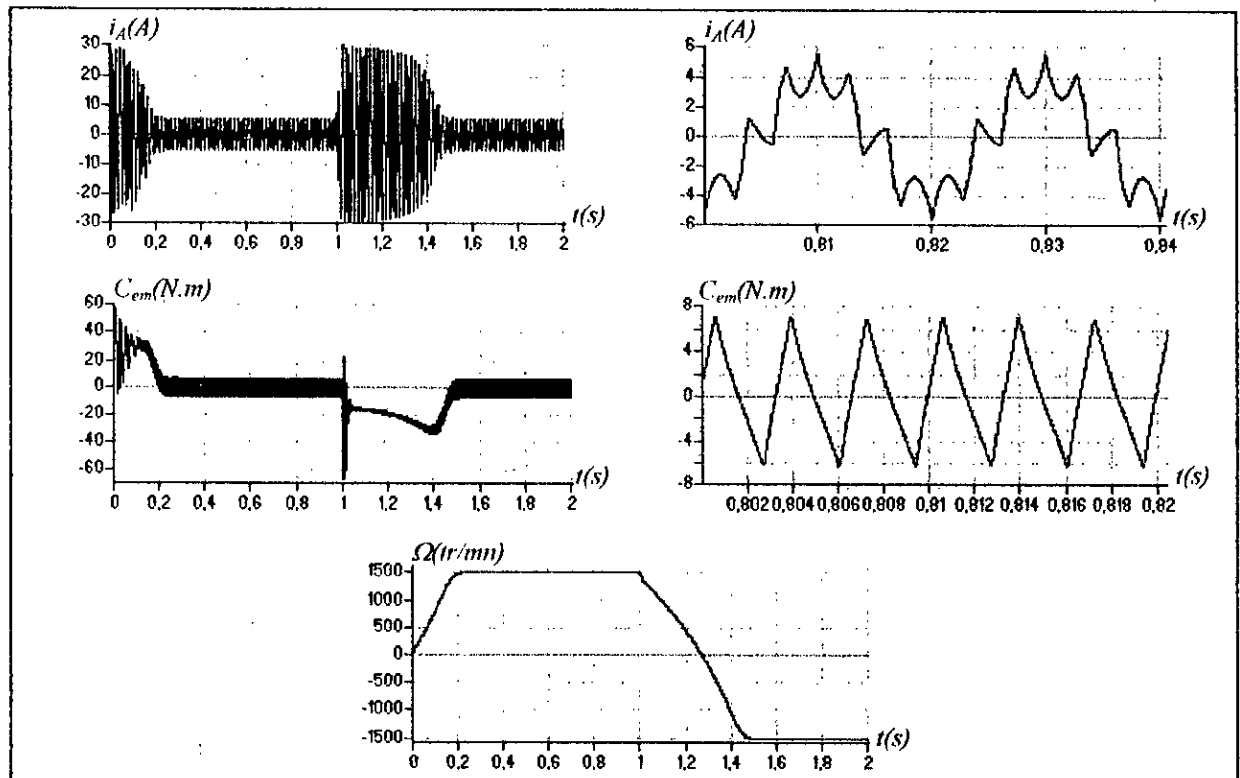 i_A(A)
30
20
10
0
-10
-20
-30
0 0,2 0,4 0,6 0,8 1 1,2 1,4 1,6 1,8 2
t(s)
i_A(A)
6
4
2
0
-2
-4
-6
0,81 0,82 0,83 0,84
t(s)
C_em(N.m)
60
40
20
0
-20
-40
-60
0 0,2 0,4 0,6 0,8 1 1,2 1,4 1,6 1,8 2
t(s)
C_em(N.m)
8
4
0
-4
-8
0,802 0,804 0,806 0,808 0,81 0,812 0,814 0,816 0,818 0,82
t(s)
Ω(tr/mn)
1500
1000
500
0
-500
-1000
-1500
0 0,2 0,4 0,6 0,8 1 1,2 1,4 1,6 1,8 2
t(s)